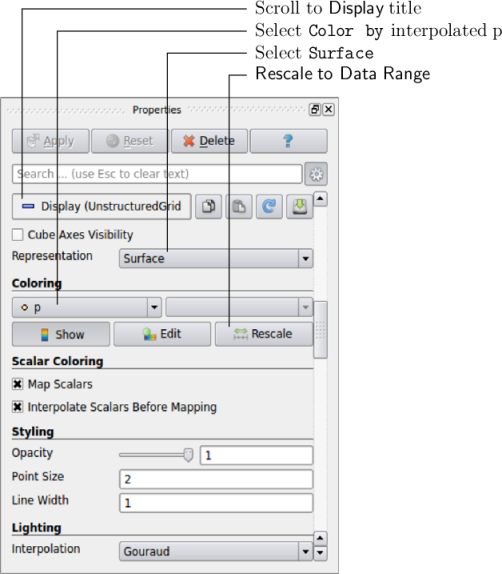 Scroll to Display title
Select Color by interpolated p
Select Surface
Rescale to Data Range
Properties
Apply Reset Delete ?
Search ... (use Esc to clear text)
Display (UnstructuredGrid
Cube Axes Visibility
Representation Surface
Coloring
p
Show Edit Rescale
Scalar Coloring
Map Scalars
Interpolate Scalars Before Mapping
Styling
Opacity 1
Point Size 2
Line Width 1
Lighting
Interpolation Gouraud